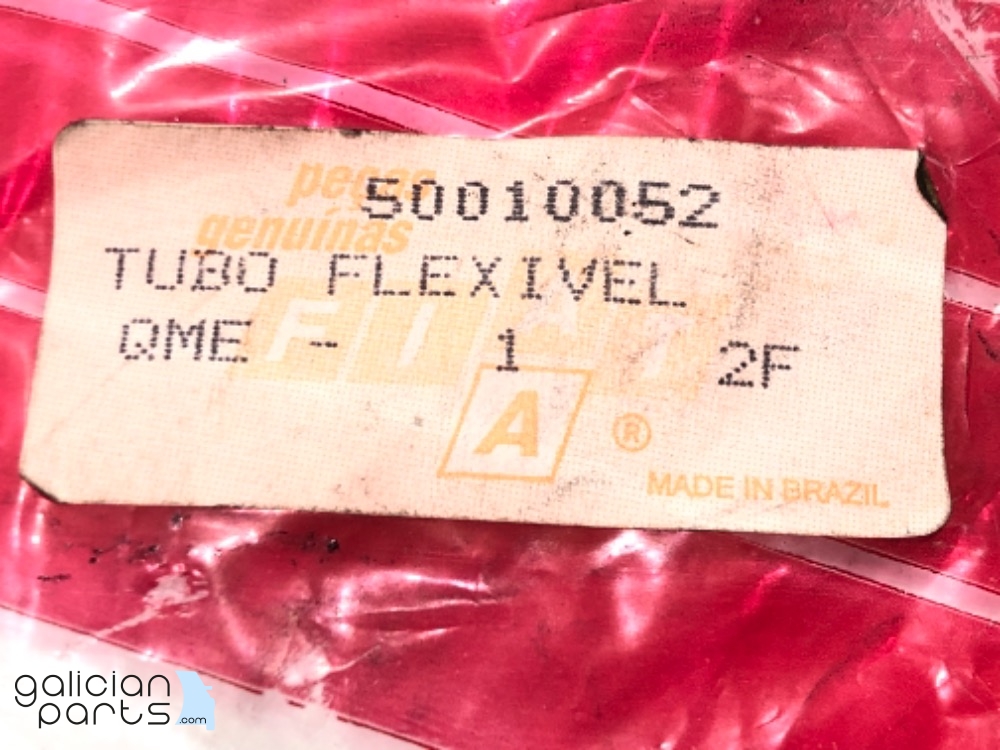 peças
50010052
genuínas
TUBO FLEXIVEL
FIAT
QME - 1 2F
A ®
MADE IN BRAZIL
galician
parts.com